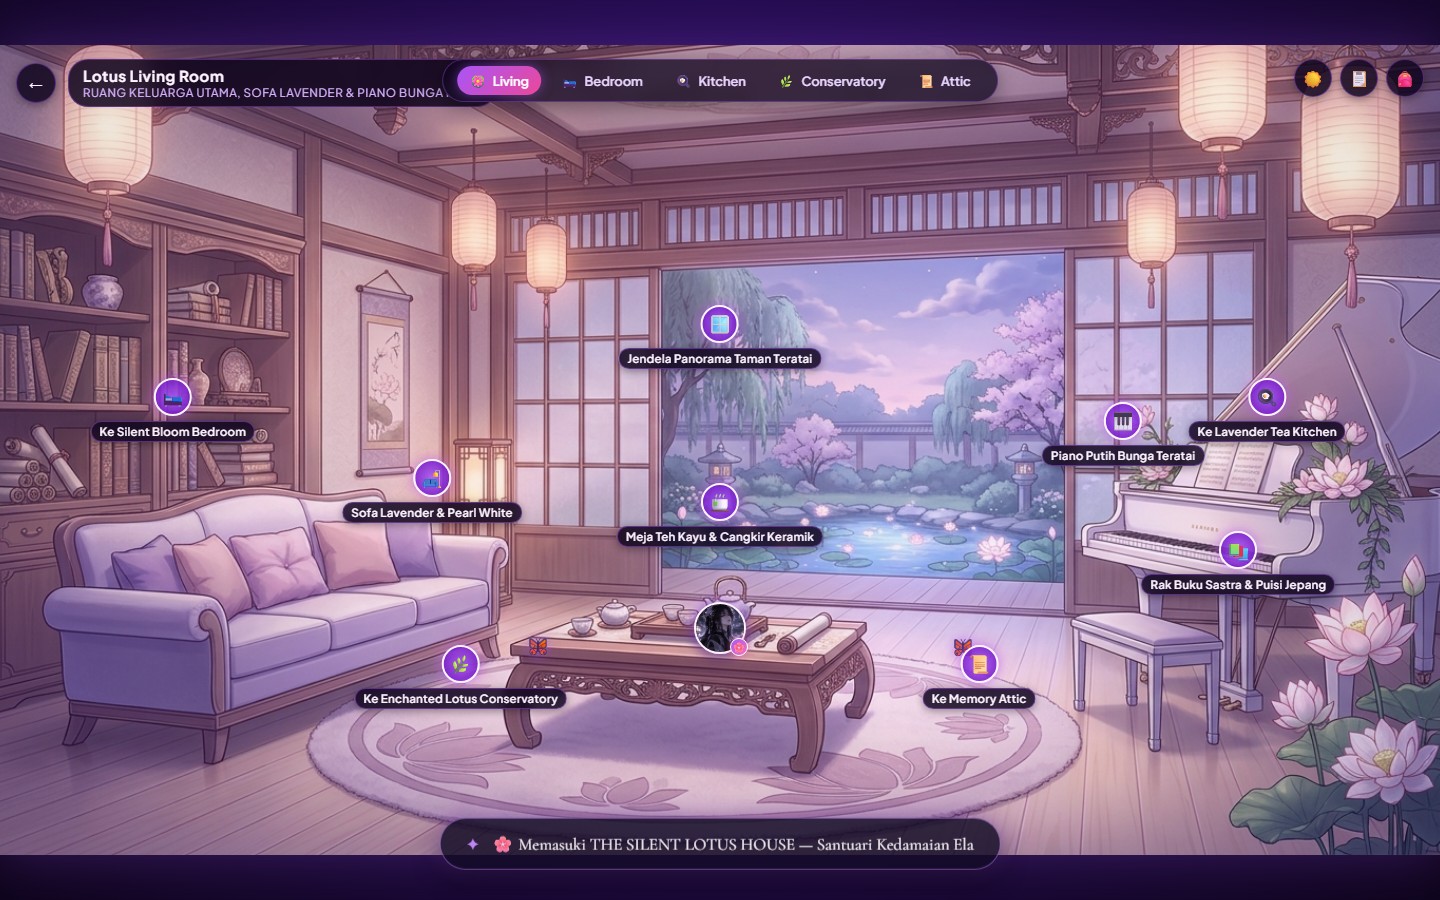 ←
Lotus Living Room
RUANG KELUARGA UTAMA, SOFA LAVENDER & PIANO BUNGA
Living
Bedroom
Kitchen
Conservatory
Attic
Jendela Panorama Taman Teratai
Ke Silent Bloom Bedroom
Ke Lavender Tea Kitchen
Piano Putih Bunga Teratai
Sofa Lavender & Pearl White
Meja Teh Kayu & Cangkir Keramik
Rak Buku Sastra & Puisi Jepang
Ke Enchanted Lotus Conservatory
Ke Memory Attic
Memasuki THE SILENT LOTUS HOUSE — Santuari Kedamaian Ela